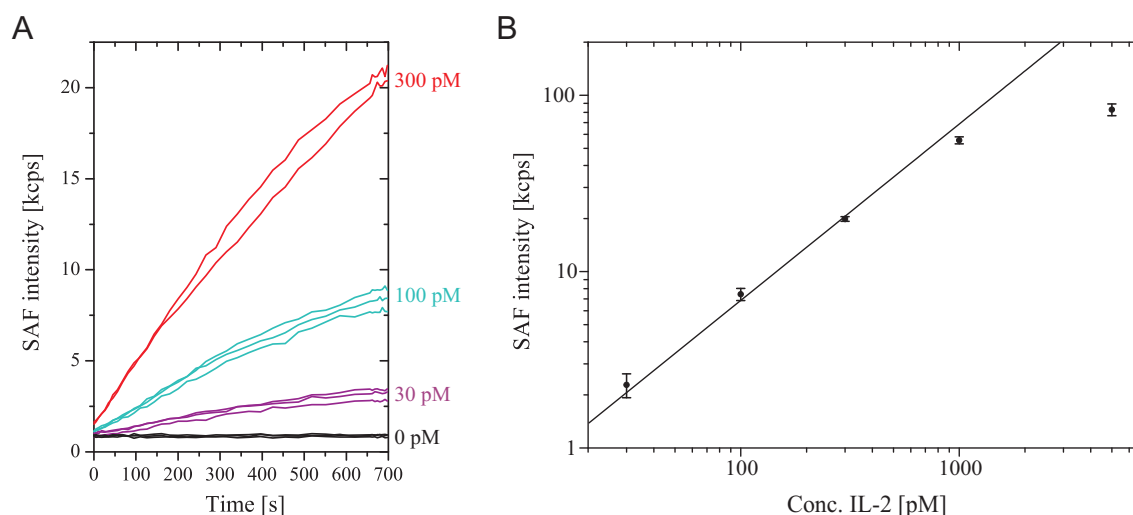 A
SAF intensity [kcps]
20
15
10
5
0
300 pM
100 pM
30 pM
0 pM
0 100 200 300 400 500 600 700
Time [s]
B
SAF intensity [kcps]
100
10
1
100 1000
Conc. IL-2 [pM]